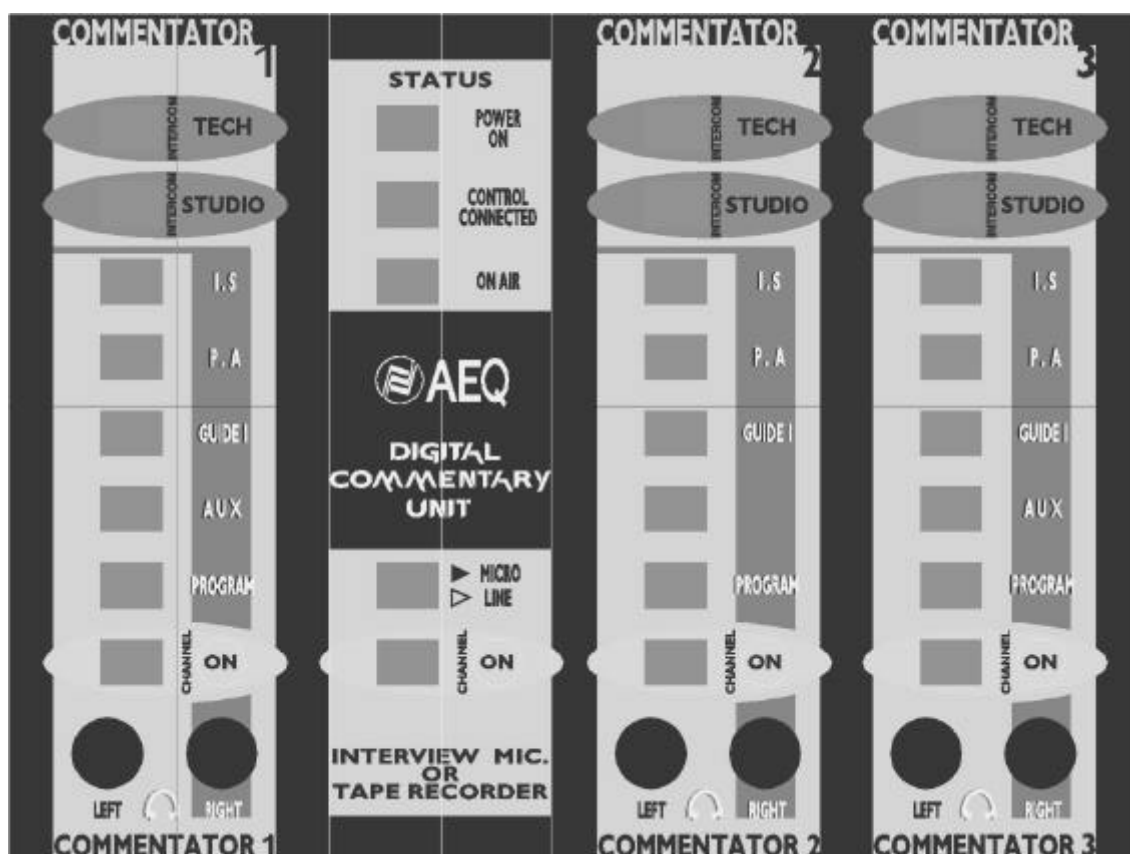 COMMENTATOR
1
INTERCOM TECH
INTERCOM STUDIO
I.S
P.A
GUIDE I
AUX
PROGRAM
CHANNEL ON
LEFT RIGHT
COMMENTATOR 1
STATUS
POWER
ON
CONTROL
CONNECTED
ON AIR
AEQ
DIGITAL
COMMENTARY
UNIT
MICRO
LINE
CHANNEL ON
INTERVIEW MIC.
OR
TAPE RECORDER
COMMENTATOR
2
INTERCOM TECH
INTERCOM STUDIO
I.S
P.A
GUIDE I
PROGRAM
CHANNEL ON
LEFT RIGHT
COMMENTATOR 2
COMMENTATOR
3
INTERCOM TECH
INTERCOM STUDIO
I.S
P.A
GUIDE I
AUX
PROGRAM
CHANNEL ON
LEFT RIGHT
COMMENTATOR 3